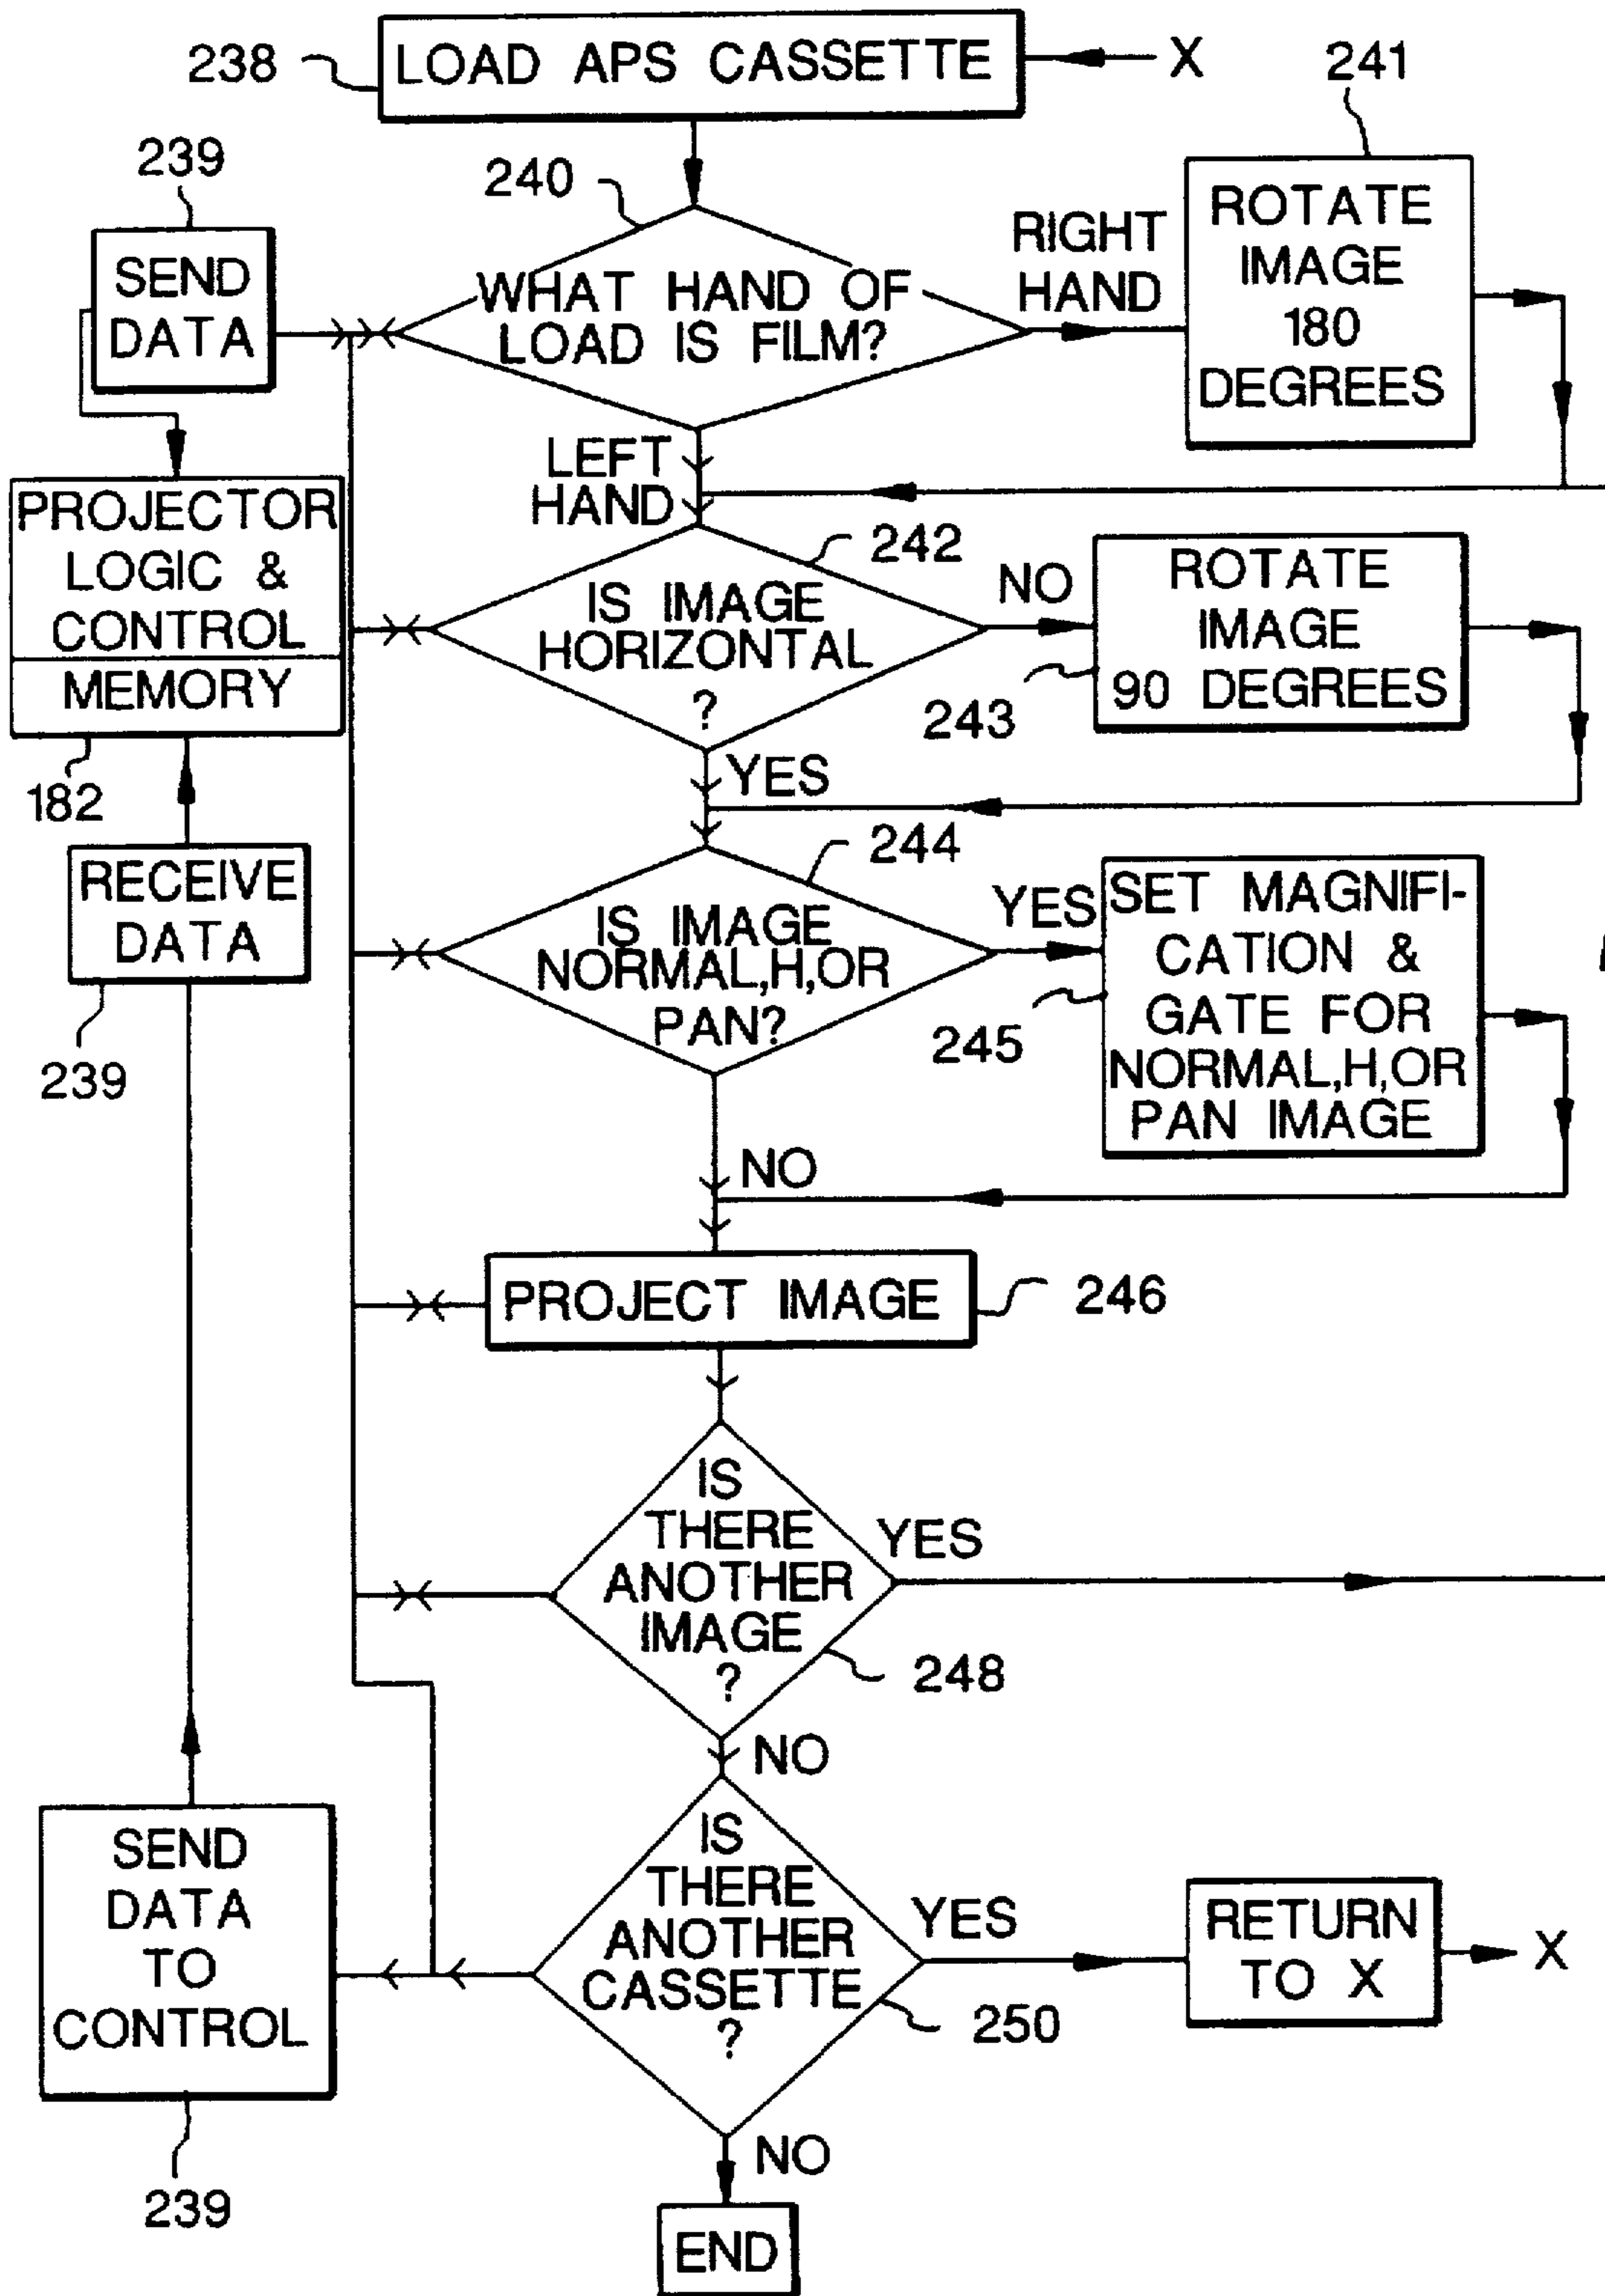 238
LOAD APS CASSETTE
X
241
239
240
ROTATE
IMAGE
180
DEGREES
RIGHT
HAND
SEND
DATA
WHAT HAND OF
LOAD IS FILM?
LEFT
HAND
PROJECTOR
LOGIC &
CONTROL
MEMORY
182
242
IS IMAGE
HORIZONTAL
?
NO
ROTATE
IMAGE
90 DEGREES
243
YES
RECEIVE
DATA
239
244
IS IMAGE
NORMAL,H,OR
PAN?
YES
SET MAGNIFI-
CATION &
GATE FOR
NORMAL,H,OR
PAN IMAGE
245
NO
PROJECT IMAGE
246
IS
THERE
ANOTHER
IMAGE
?
YES
248
NO
SEND
DATA
TO
CONTROL
239
IS
THERE
ANOTHER
CASSETTE
?
YES
250
RETURN
TO X
X
NO
END